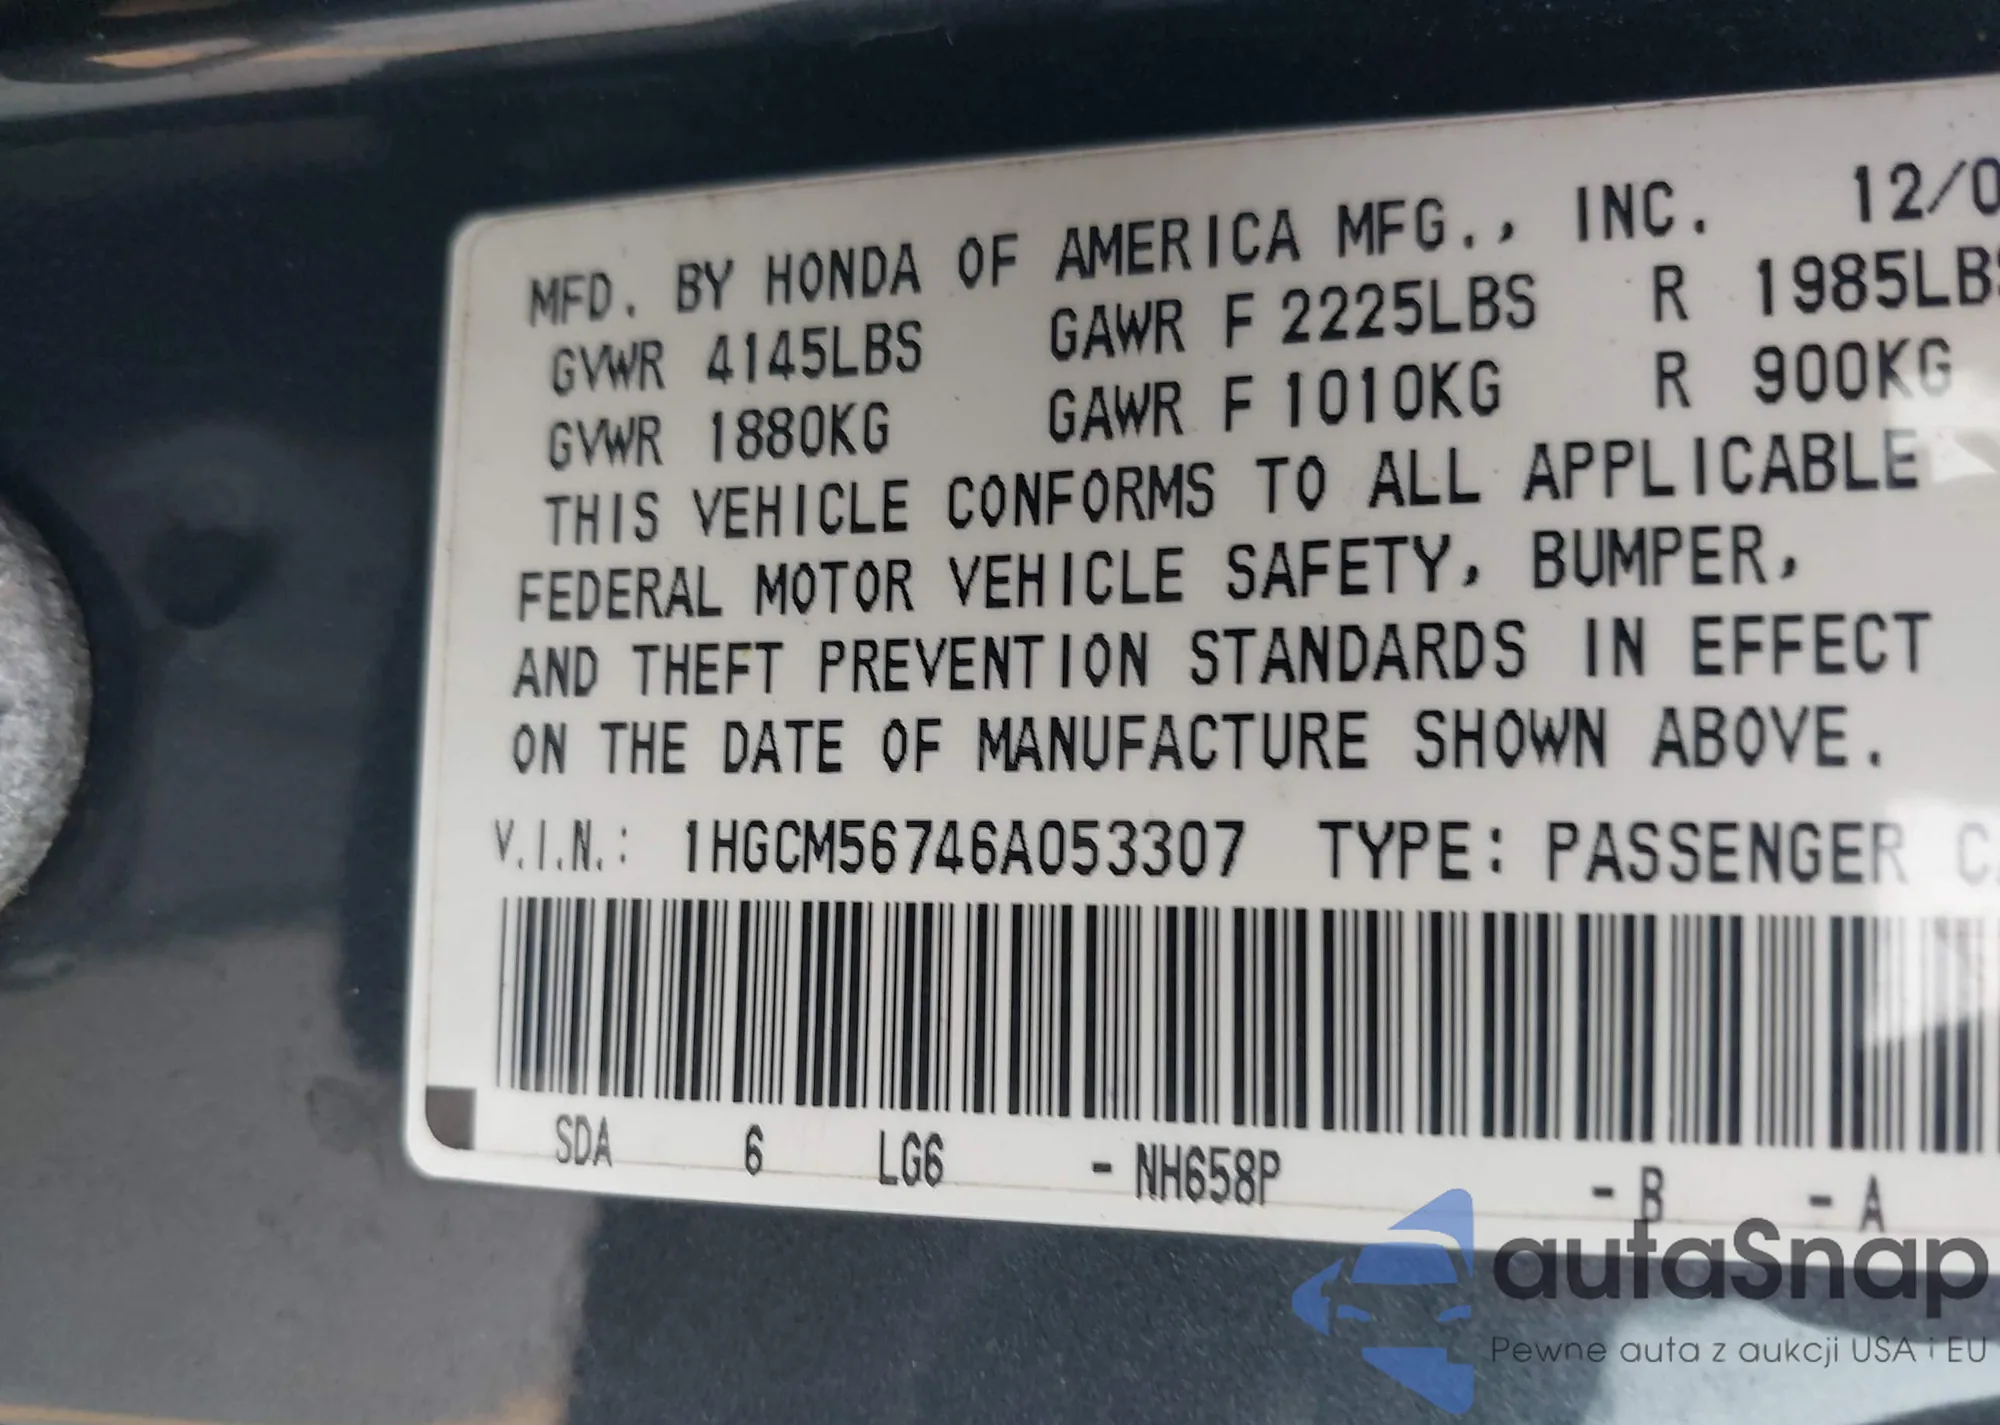 MFD. BY HONDA OF AMERICA MFG., INC. 12/0
GVWR 4145LBS GAWR F 2225LBS R 1985LBS
GVWR 1880KG GAWR F 1010KG R 900KG
THIS VEHICLE CONFORMS TO ALL APPLICABLE
FEDERAL MOTOR VEHICLE SAFETY, BUMPER,
AND THEFT PREVENTION STANDARDS IN EFFECT
ON THE DATE OF MANUFACTURE SHOWN ABOVE.
V.I.N.: 1HGCM56746A053307 TYPE: PASSENGER CA
SDA 6 LG6 - NH658P - B - A
autaSnap
Pewne auta z aukcji USA i EU